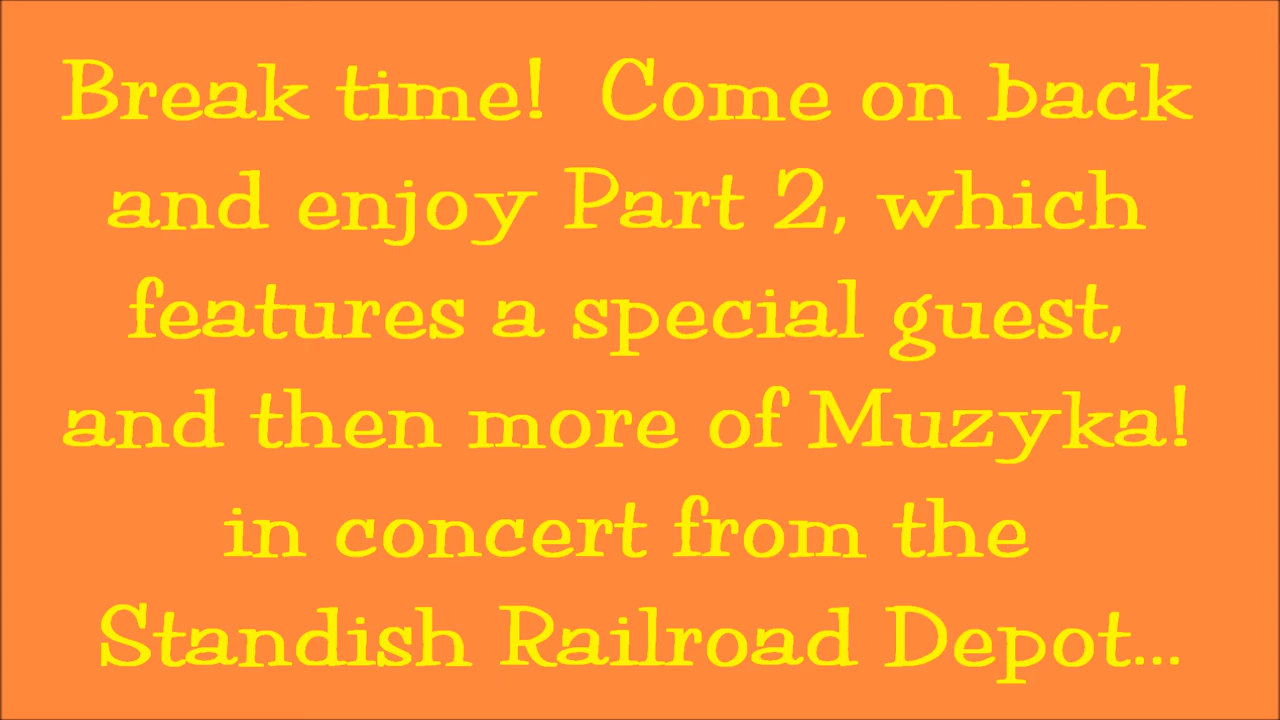 Break time!  Come on back
and enjoy Part 2, which
features a special guest,
and then more of Muzyka!
in concert from the
Standish Railroad Depot...